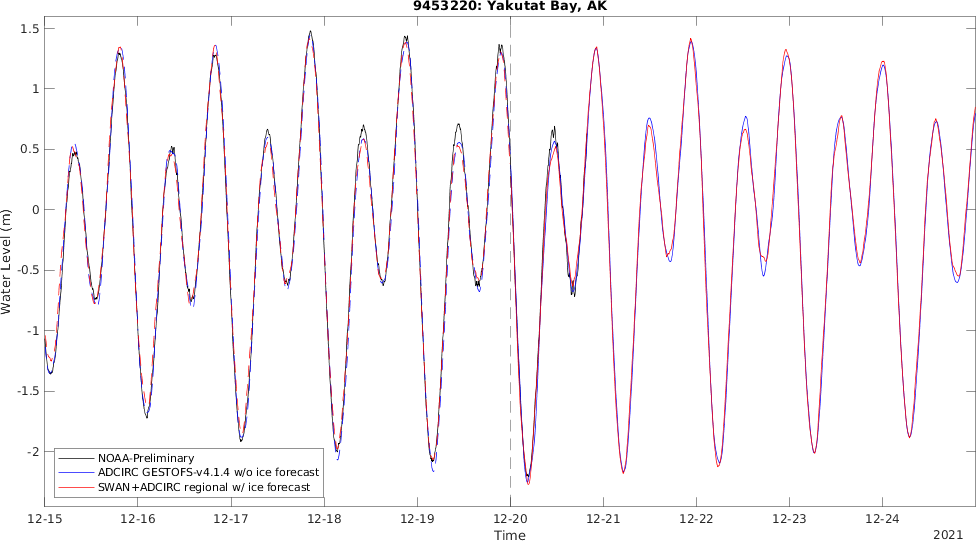 9453220: Yakutat Bay, AK
Water Level (m)
1.5
1
0.5
0
-0.5
-1
-1.5
-2
NOAA-Preliminary
ADCIRC GESTOFS-v4.1.4 w/o ice forecast
SWAN+ADCIRC regional w/ ice forecast
12-15 12-16 12-17 12-18 12-19 12-20 12-21 12-22 12-23 12-24
Time
2021